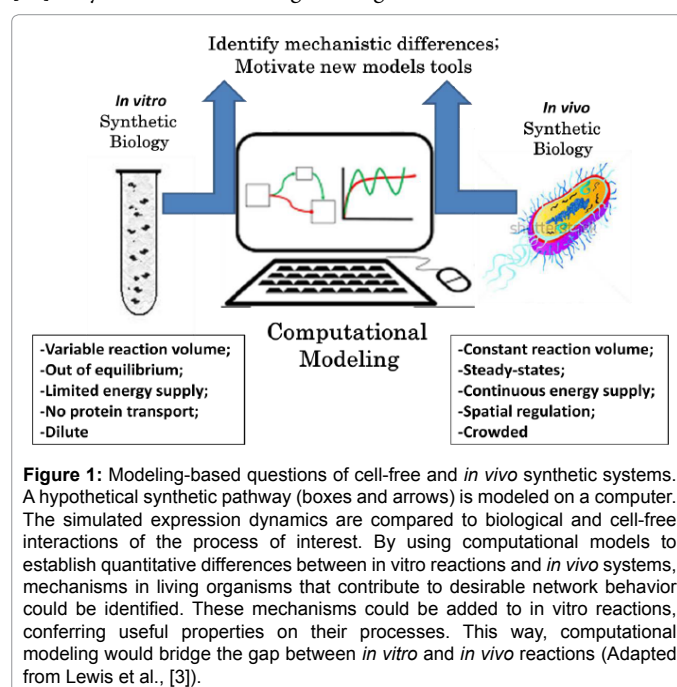 Identify mechanistic differences;
Motivate new models tools
In vitro
Synthetic
Biology
In vivo
Synthetic
Biology
Computational
Modeling
-Variable reaction volume;
-Out of equilibrium;
-Limited energy supply;
-No protein transport;
-Dilute
-Constant reaction volume;
-Steady-states;
-Continuous energy supply;
-Spatial regulation;
-Crowded
Figure 1: Modeling-based questions of cell-free and in vivo synthetic systems.
A hypothetical synthetic pathway (boxes and arrows) is modeled on a computer.
The simulated expression dynamics are compared to biological and cell-free
interactions of the process of interest. By using computational models to
establish quantitative differences between in vitro reactions and in vivo systems,
mechanisms in living organisms that contribute to desirable network behavior
could be identified. These mechanisms could be added to in vitro reactions,
conferring useful properties on their processes. This way, computational
modeling would bridge the gap between in vitro and in vivo reactions (Adapted
from Lewis et al., [3]).